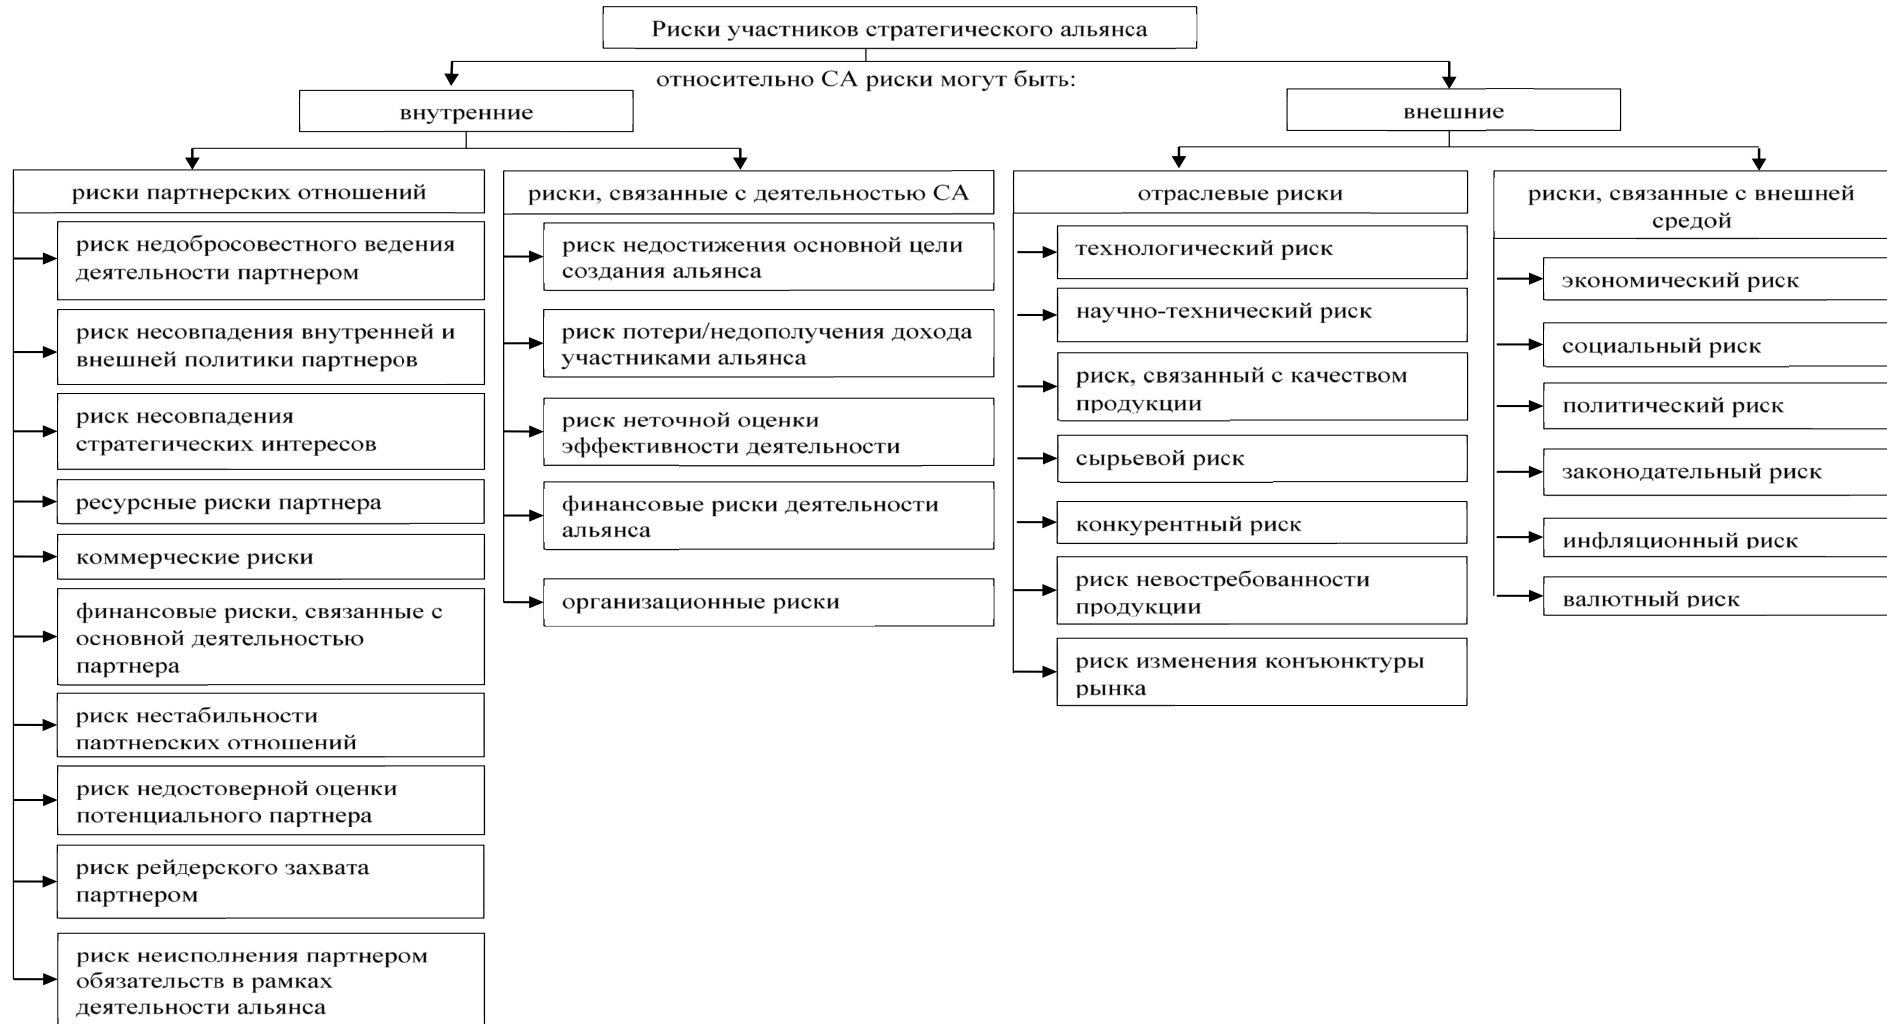 Риски участников стратегического альянса
относительно СА риски могут быть:
внутренние
внешние
риски партнерских отношений
риск недобросовестного ведения
деятельности партнером
риск несовпадения внутренней и
внешней политики партнеров
риск несовпадения
стратегических интересов
ресурсные риски партнера
коммерческие риски
финансовые риски, связанные с
основной деятельностью
партнера
риск нестабильности
партнерских отношений
риск недостоверной оценки
потенциального партнера
риск рейдерского захвата
партнером
риск неисполнения партнером
обязательств в рамках
деятельности альянса
риски, связанные с деятельностью СА
риск недостижения основной цели
создания альянса
риск потери/недополучения дохода
участниками альянса
риск неточной оценки
эффективности деятельности
финансовые риски деятельности
альянса
организационные риски
отраслевые риски
технологический риск
научно-технический риск
риск, связанный с качеством
продукции
сырьевой риск
конкурентный риск
риск невостребованности
продукции
риск изменения конъюнктуры
рынка
риски, связанные с внешней
средой
экономический риск
социальный риск
политический риск
законодательный риск
инфляционный риск
валютный риск